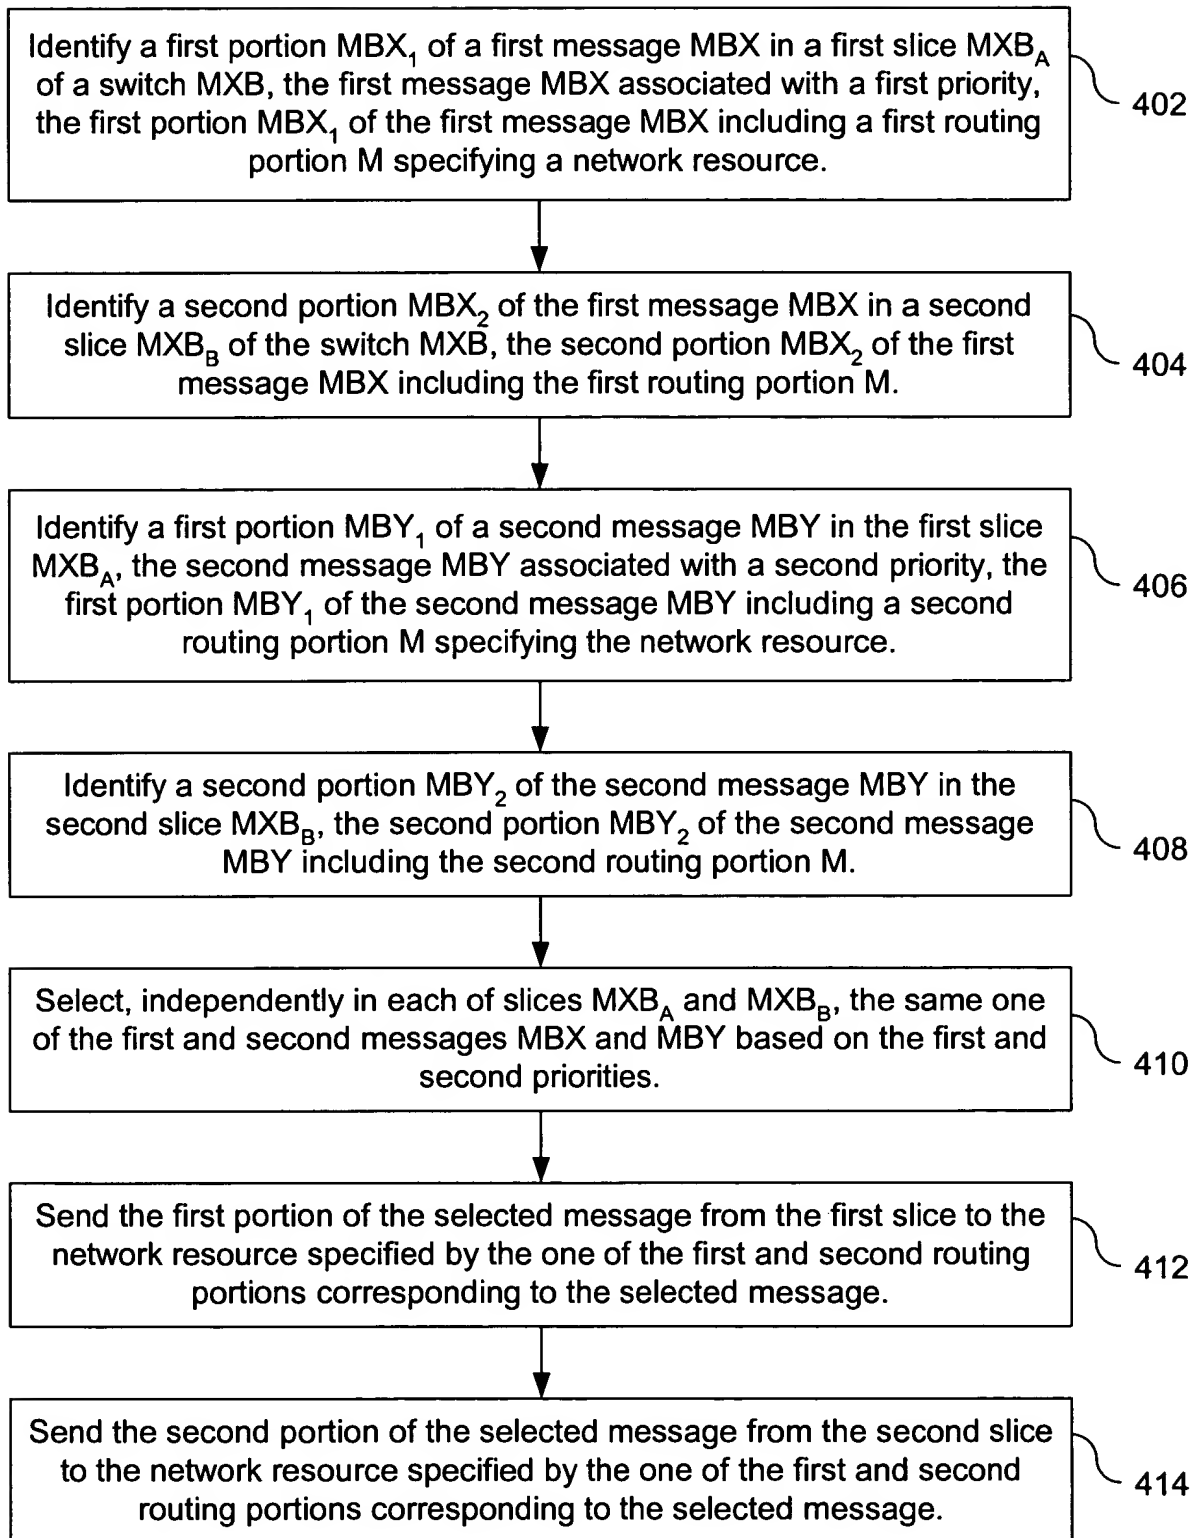 Identify a first portion MBX₁ of a first message MBX in a first slice MXB_A
of a switch MXB, the first message MBX associated with a first priority,
the first portion MBX₁ of the first message MBX including a first routing
portion M specifying a network resource.
402
Identify a second portion MBX₂ of the first message MBX in a second
slice MXB_B of the switch MXB, the second portion MBX₂ of the first
message MBX including the first routing portion M.
404
Identify a first portion MBY₁ of a second message MBY in the first slice
MXB_A, the second message MBY associated with a second priority, the
first portion MBY₁ of the second message MBY including a second
routing portion M specifying the network resource.
406
Identify a second portion MBY₂ of the second message MBY in the
second slice MXB_B, the second portion MBY₂ of the second message
MBY including the second routing portion M.
408
Select, independently in each of slices MXB_A and MXB_B, the same one
of the first and second messages MBX and MBY based on the first and
second priorities.
410
Send the first portion of the selected message from the first slice to the
network resource specified by the one of the first and second routing
portions corresponding to the selected message.
412
Send the second portion of the selected message from the second slice
to the network resource specified by the one of the first and second
routing portions corresponding to the selected message.
414